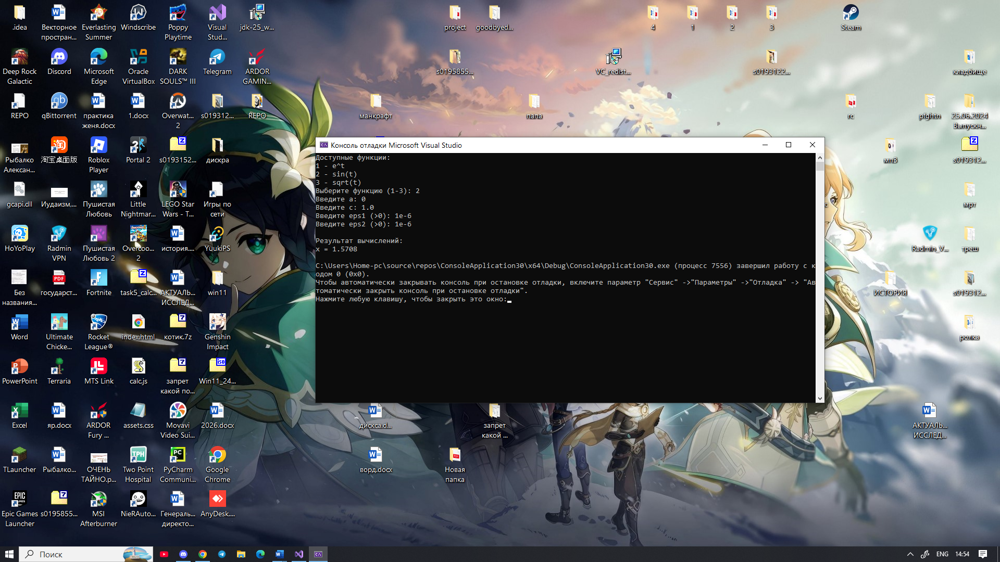 .idea
Векторное
простран...
Everlasting
Summer
Windscribe
Poppy
Playtime
Visual
Stud...
jdk-25_w...
project
goodbyed...
4
1
2
3
Steam
Deep Rock
Galactic
Discord
Microsoft
Edge
Oracle
VirtualBox
DARK
SOULS™ III
Telegram
ARDOR
GAMIN...
s0195855...
VC_redist...
s0193122...
кладбище
REPO
qBittorrent
практика
женя.docx
1.docx
Overwat...
2
s019312...
REPO
манкрафт
папа
гс
pfghtn
25.06.2024
Выпускн...
Рыбалко
Алексан...
淘宝桌面版
Roblox
Player
Portal 2
s0193152...
дискра
мп3
s019312...
gcapi.dll
Иудаизм,...
Пушистая
Любовь
Little
Nightmar...
LEGO Star
Wars - T...
Игры по
сети
мрт
HoYoPlay
Radmin
VPN
Пушистая
Любовь 2
Overcoo...
2
история....
YuukiPS
Radmin_V...
треш
Без
названия...
государст...
Fortnite
task5_calc...
АКТУАЛЬ...
ИССЛЕД...
win11
ИСТОРИЯ
s019312...
Word
Ultimate
Chicke...
Rocket
League®
index.html
котик.7z
Genshin
Impact
ролка
PowerPoint
Terraria
MTS Link
calc.js
запрет
какой по...
Win11_24...
Excel
яр.docx
ARDOR
Fury ...
assets.css
Movavi
Video Sui...
2026.docx
дискса.d...
запрет
какой ...
АКТУАЛЬ...
ИССЛЕД...
TLauncher
Рыбалко...
ОЧЕНЬ
ТАЙНО.p...
Two Point
Hospital
PyCharm
Communi...
Google
Chrome
ворд.docx
Новая
папка
Epic Games
Launcher
s0195855...
MSI
Afterburner
NieRAuto...
Генераль...
директо...
AnyDesk....
Консоль отладки Microsoft Visual Studio
Доступные функции:
1 - e^t
2 - sin(t)
3 - sqrt(t)
Выберите функцию (1-3): 2
Введите a: 0
Введите c: 1.0
Введите eps1 (>0): 1e-6
Введите eps2 (>0): 1e-6
Результат вычислений:
x = 1.5708
C:\Users\Home-pc\source\repos\ConsoleApplication30\x64\Debug\ConsoleApplication30.exe (процесс 7556) завершил работу с к
одом 0 (0x0).
Чтобы автоматически закрывать консоль при остановке отладки, включите параметр "Сервис" ->"Параметры" ->"Отладка" -> "Ав
томатически закрыть консоль при остановке отладки".
Нажмите любую клавишу, чтобы закрыть это окно:
Поиск
ENG
14:54